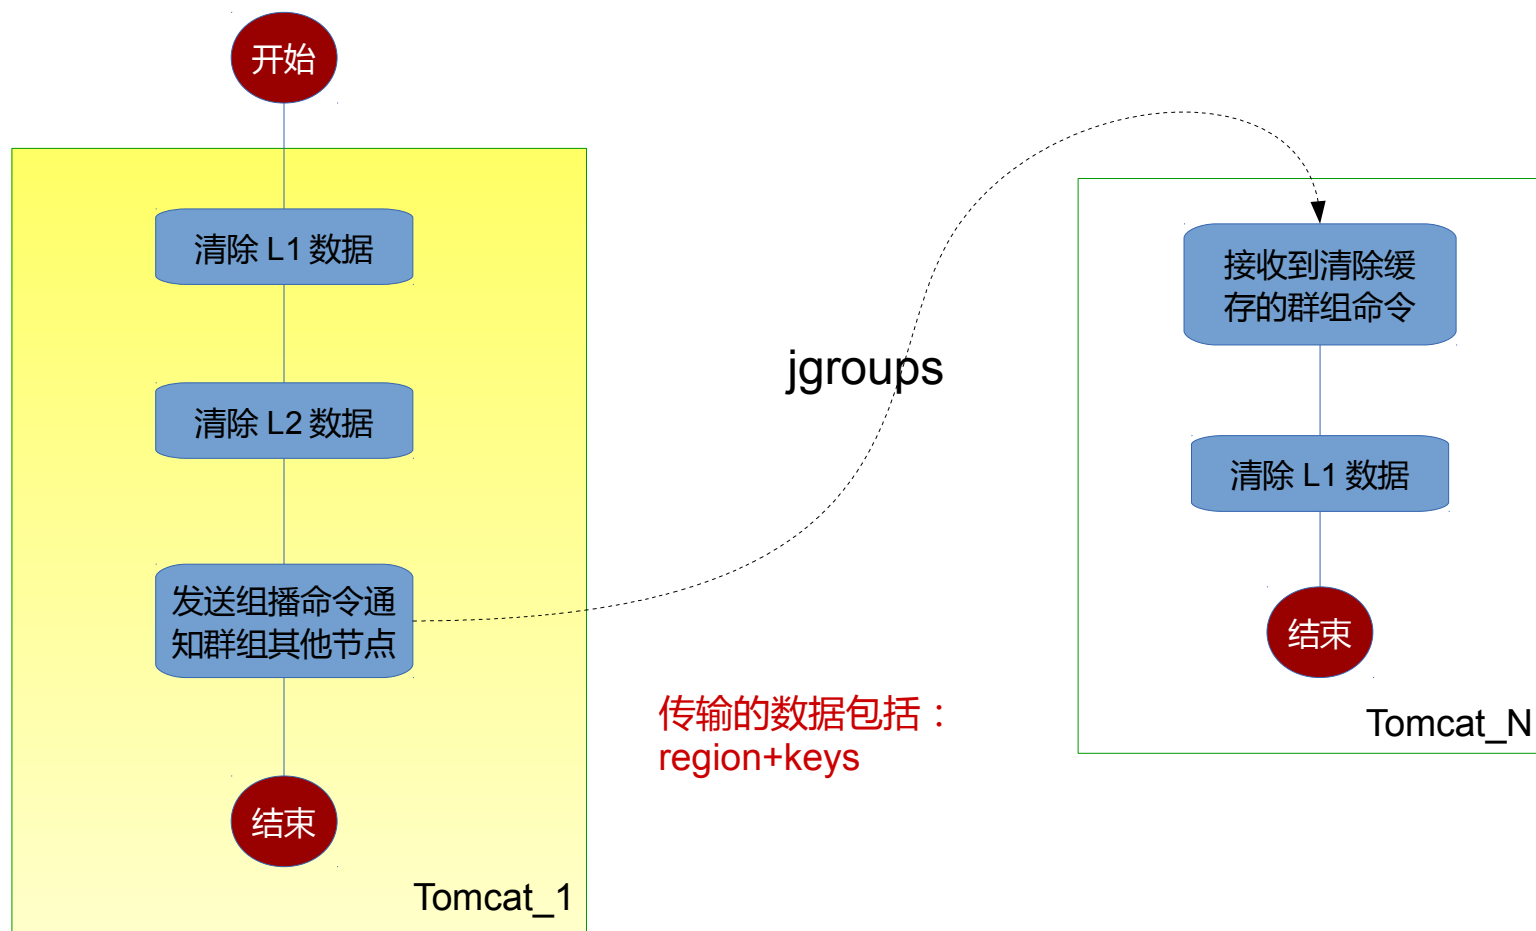 开始
清除 L1 数据
清除 L2 数据
发送组播命令通
知群组其他节点
结束
Tomcat_1
jgroups
传输的数据包括：
region+keys
接收到清除缓
存的群组命令
清除 L1 数据
结束
Tomcat_N